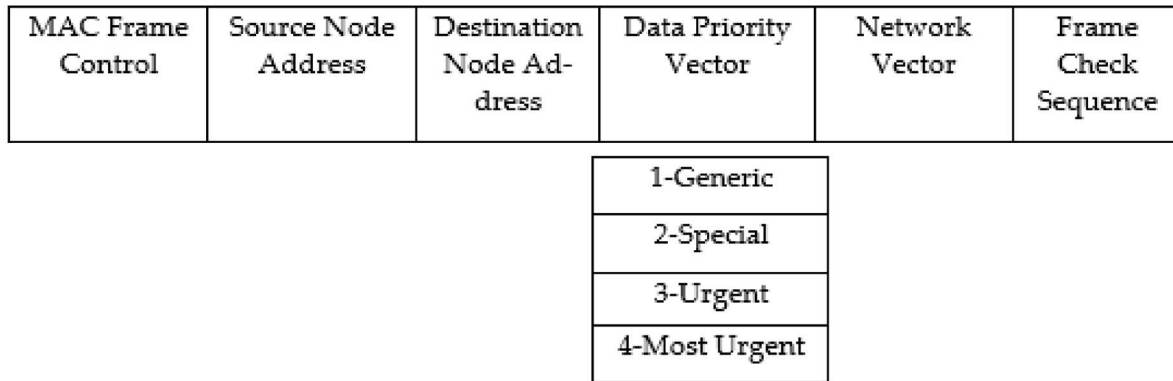 MAC Frame
Control
Source Node
Address
Destination
Node Ad-
dress
Data Priority
Vector
Network
Vector
Frame
Check
Sequence
1-Generic
2-Special
3-Urgent
4-Most Urgent